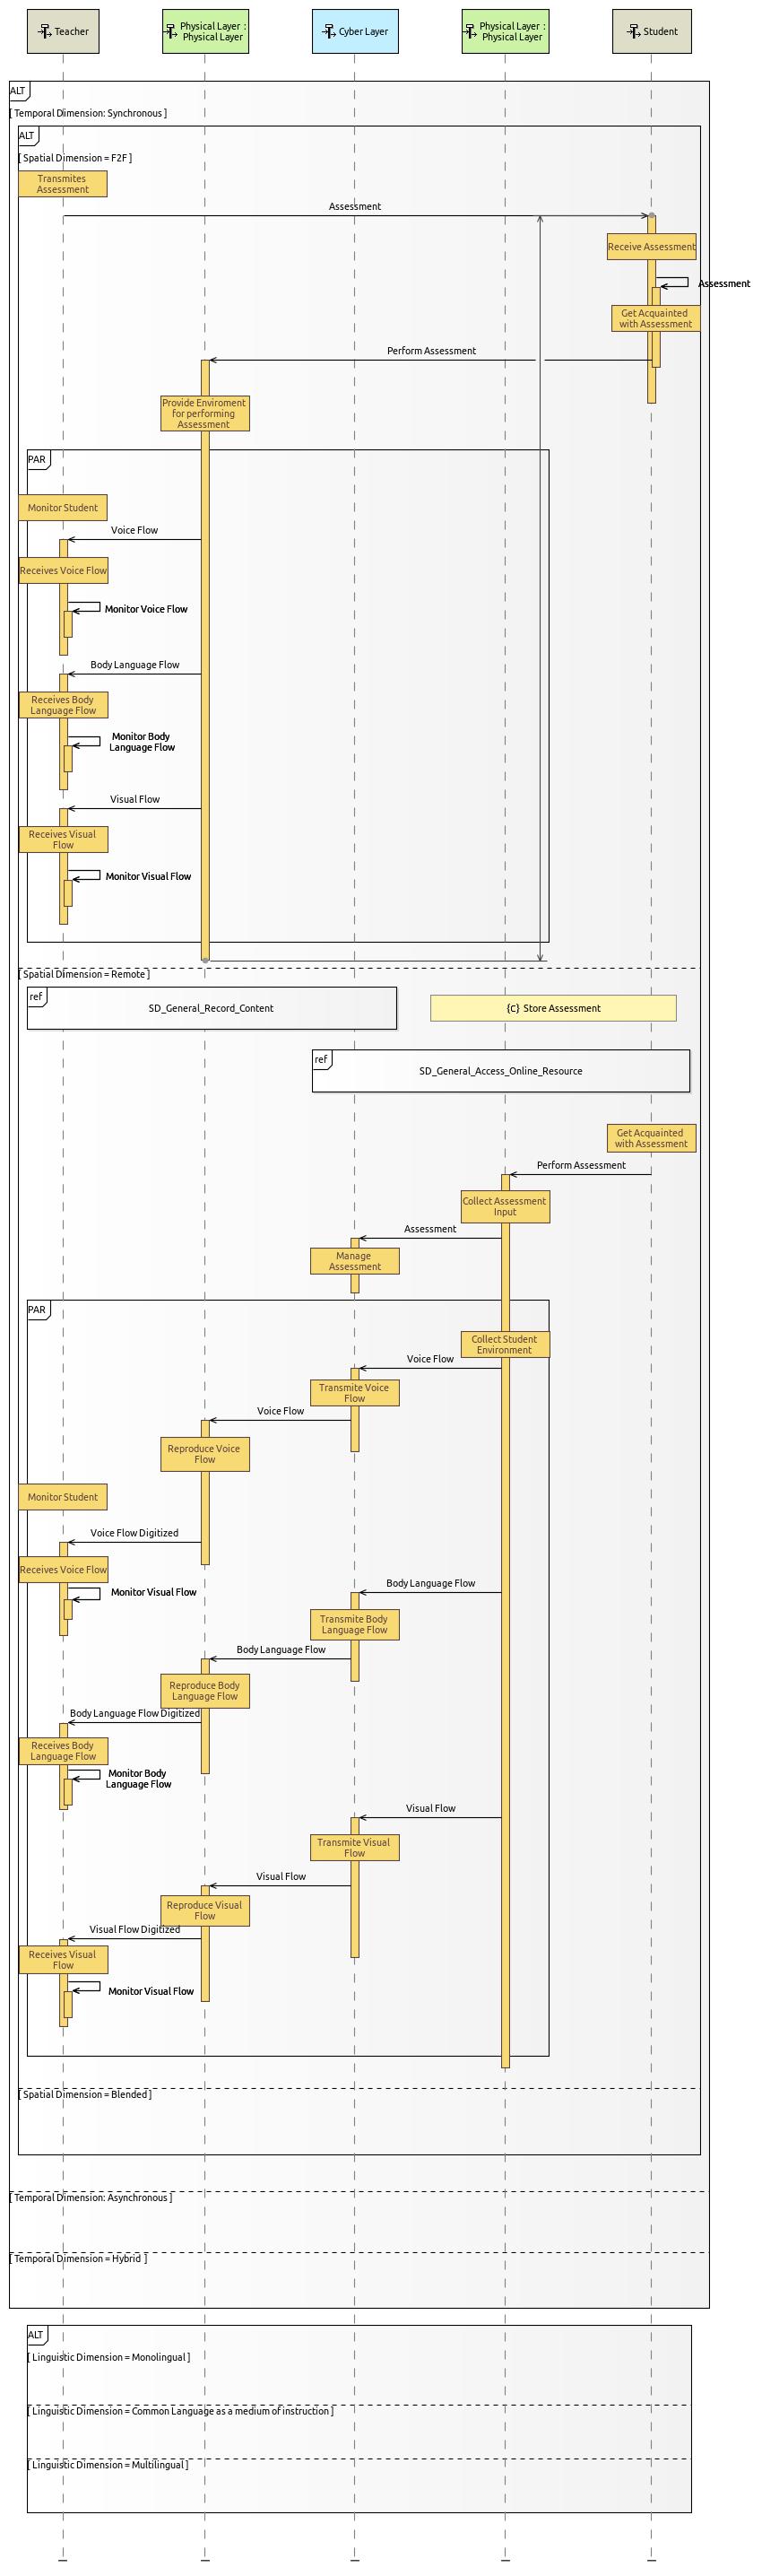 Teacher
Physical Layer :
Physical Layer
Cyber Layer
Physical Layer :
Physical Layer
Student
ALT
[ Temporal Dimension: Synchronous ]
ALT
[ Spatial Dimension = F2F ]
Transmites
Assessment
Assessment
Receive Assessment
Assessment
Get Acquainted
with Assessment
Perform Assessment
Provide Enviroment
for performing
Assessment
PAR
Monitor Student
Voice Flow
Receives Voice Flow
Monitor Voice Flow
Body Language Flow
Receives Body
Language Flow
Monitor Body
Language Flow
Visual Flow
Receives Visual
Flow
Monitor Visual Flow
[ Spatial Dimension = Remote ]
ref
SD_General_Record_Content
{c} Store Assessment
ref
SD_General_Access_Online_Resource
Get Acquainted
with Assessment
Perform Assessment
Collect Assessment
Input
Assessment
Manage
Assessment
PAR
Collect Student
Environment
Voice Flow
Transmite Voice
Flow
Voice Flow
Reproduce Voice
Flow
Monitor Student
Voice Flow Digitized
Receives Voice Flow
Body Language Flow
Monitor Visual Flow
Transmite Body
Language Flow
Body Language Flow
Reproduce Body
Language Flow
Body Language Flow Digitized
Receives Body
Language Flow
Monitor Body
Language Flow
Visual Flow
Transmite Visual
Flow
Visual Flow
Reproduce Visual
Flow
Visual Flow Digitized
Receives Visual
Flow
Monitor Visual Flow
[ Spatial Dimension = Blended ]
[ Temporal Dimension: Asynchronous ]
[ Temporal Dimension = Hybrid ]
ALT
[ Linguistic Dimension = Monolingual ]
[ Linguistic Dimension = Common Language as a medium of instruction ]
[ Linguistic Dimension = Multilingual ]